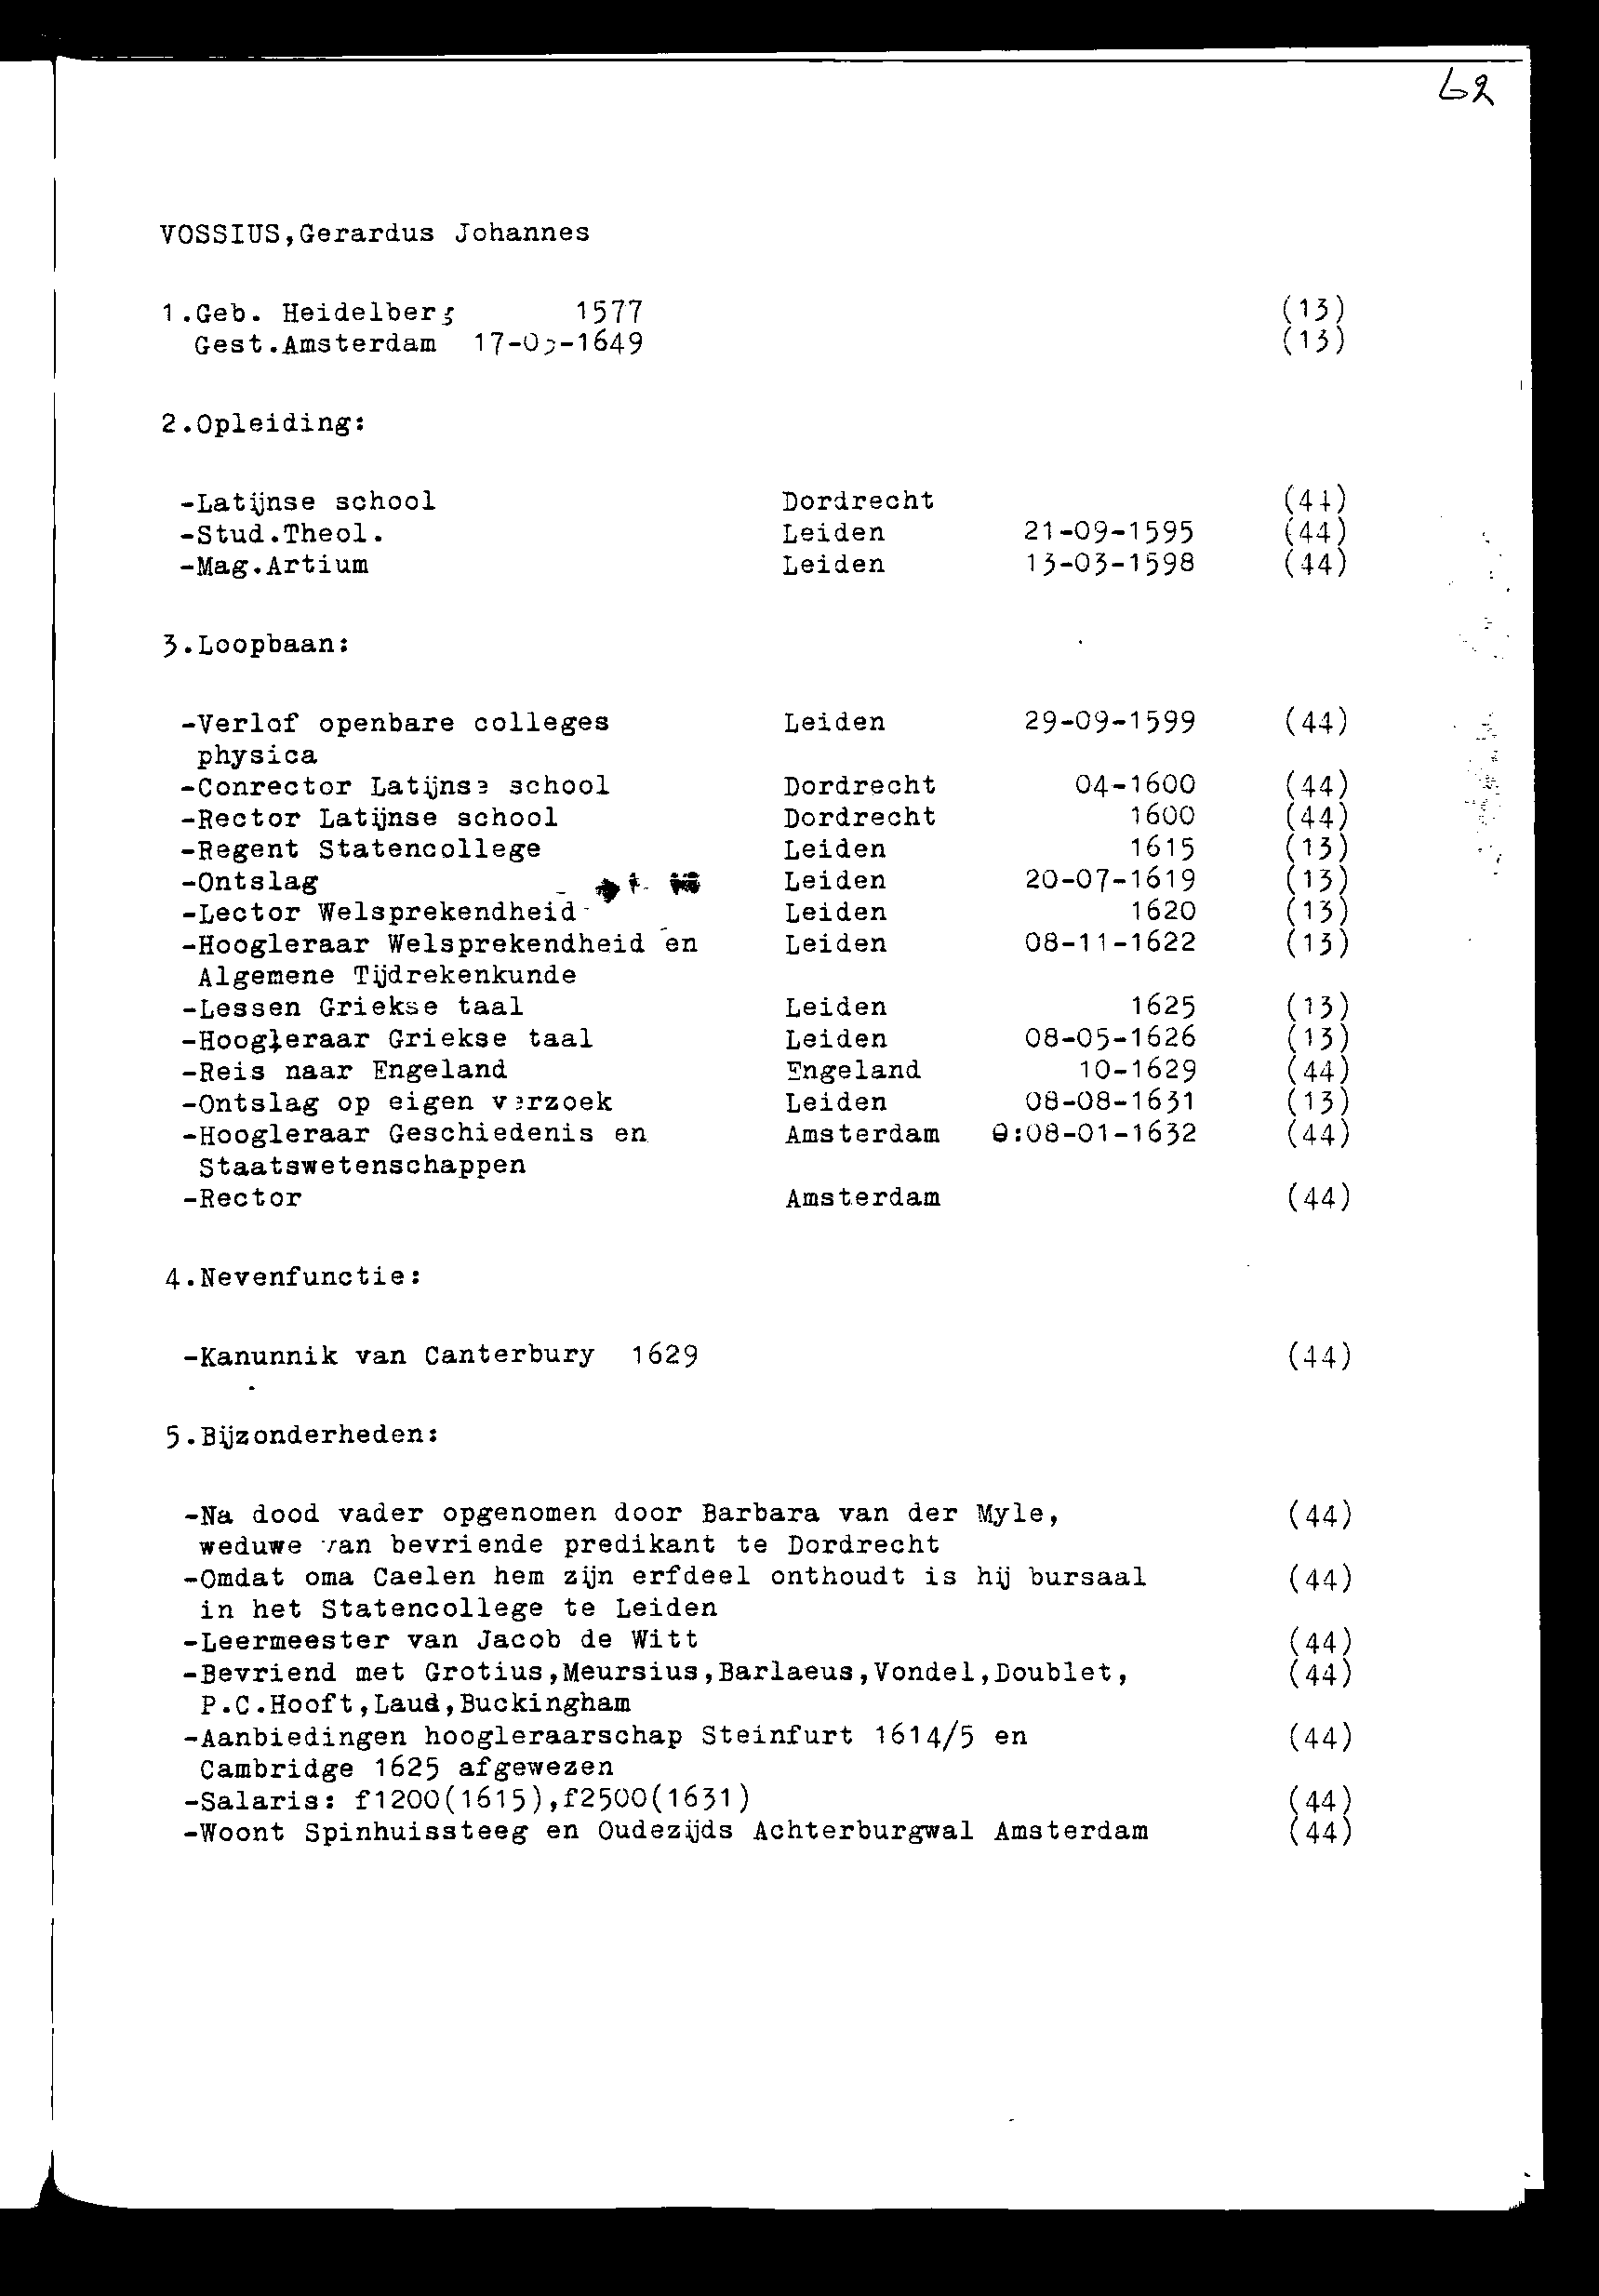 62
VOSSIUS,Gerardus Johannes
1.Geb. Heidelberg 1577 (13)
Gest.Amsterdam (13)
2.Opleiding:
-Latijnse school Dordrecht (44)
-Stud.Theol. Leiden 21-09-1595 (44)
-Mag.Artium Leiden 13-03-1598 (44)
3.Loopbaan:
-Verlof openbare colleges Leiden 29-09-1599 (44)
physica
-Conrector Latijnse school Dordrecht 04-1600 (44)
-Rector Latijnse school Dordrecht 1600 (44)
-Regent Statencollege Leiden 1615 (13)
-Ontslag Leiden 20-07-1619 (13)
-Lector Welsprekendheid Leiden 1620 (13)
-Hoogleraar Welsprekendheid en Leiden 08-11-1622 (13)
Algemene Tijdrekenkunde
-Lessen Griekse taal Leiden 1625 (13)
-Hoogleraar Griekse taal Leiden 08-05-1626 (13)
-Reis naar Engeland Engeland 10-1629 (44)
-Ontslag op eigen verzoek Leiden 08-08-1631 (13)
-Hoogleraar Geschiedenis en Amsterdam O:08-01-1632 (44)
Staatswetenschappen
-Rector Amsterdam (44)
4.Nevenfunctie:
-Kanunnik van Canterbury 1629 (44)
5.Bijzonderheden:
-Na dood vader opgenomen door Barbara van der Myle, (44)
weduwe van bevriende predikant te Dordrecht
-Omdat oma Caelen hem zijn erfdeel onthoudt is hij bursaal (44)
in het Statencollege te Leiden
-Leermeester van Jacob de Witt (44)
-Bevriend met Grotius,Meursius,Barlaeus,Vondel,Doublet, (44)
P.C.Hooft,Laud,Buckingham
-Aanbiedingen hoogleraarschap Steinfurt 1614/5 en (44)
Cambridge 1625 afgewezen
-Salaris: f1200(1615),f2500(1631) (44)
-Woont Spinhuissteeg en Oudezijds Achterburgwal Amsterdam (44)